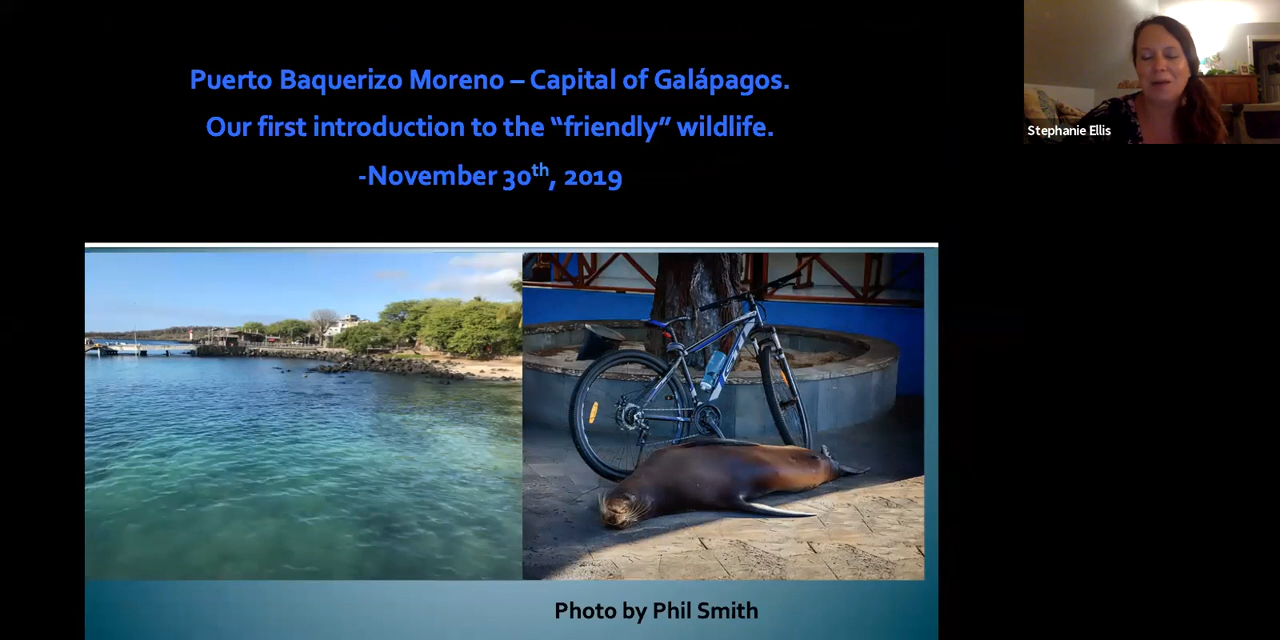 Puerto Baquerizo Moreno – Capital of Galápagos.
Our first introduction to the “friendly” wildlife.
-November 30th, 2019
Stephanie Ellis
Photo by Phil Smith